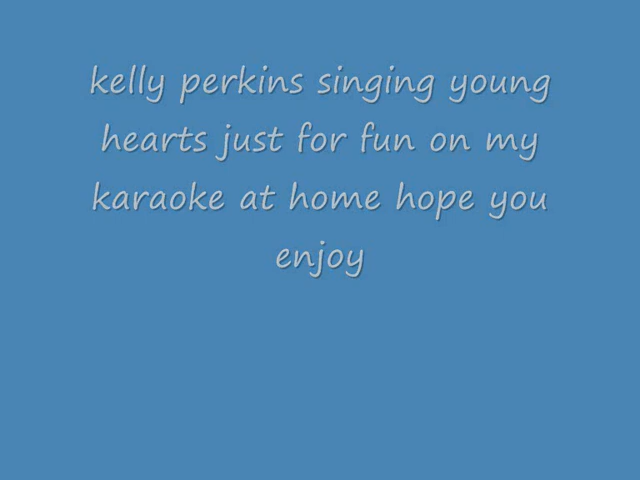 kelly perkins singing young
hearts just for fun on my
karaoke at home hope you
enjoy